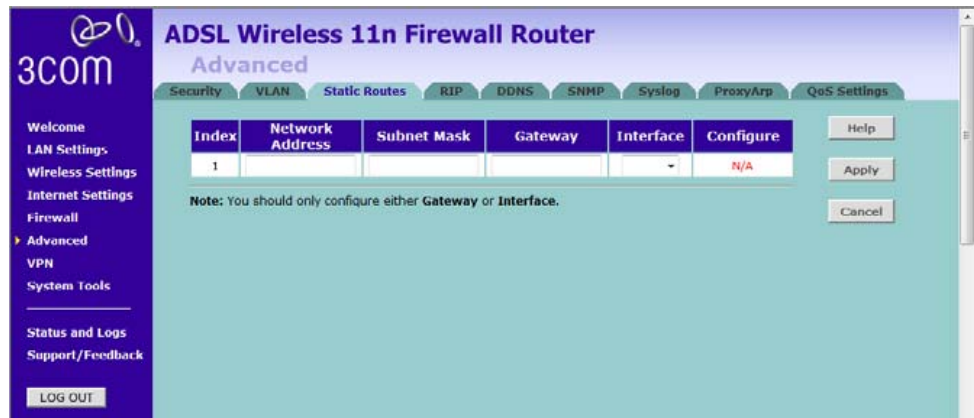 3COM
ADSL Wireless 11n Firewall Router
Advanced
Security VLAN Static Routes RIP DDNS SNMP Syslog ProxyArp QoS Settings
Welcome
LAN Settings
Wireless Settings
Internet Settings
Firewall
Advanced
VPN
System Tools
Status and Logs
Support/Feedback
LOG OUT
Index Network Address Subnet Mask Gateway Interface Configure
1 N/A
Note: You should only configure either Gateway or Interface.
Help
Apply
Cancel